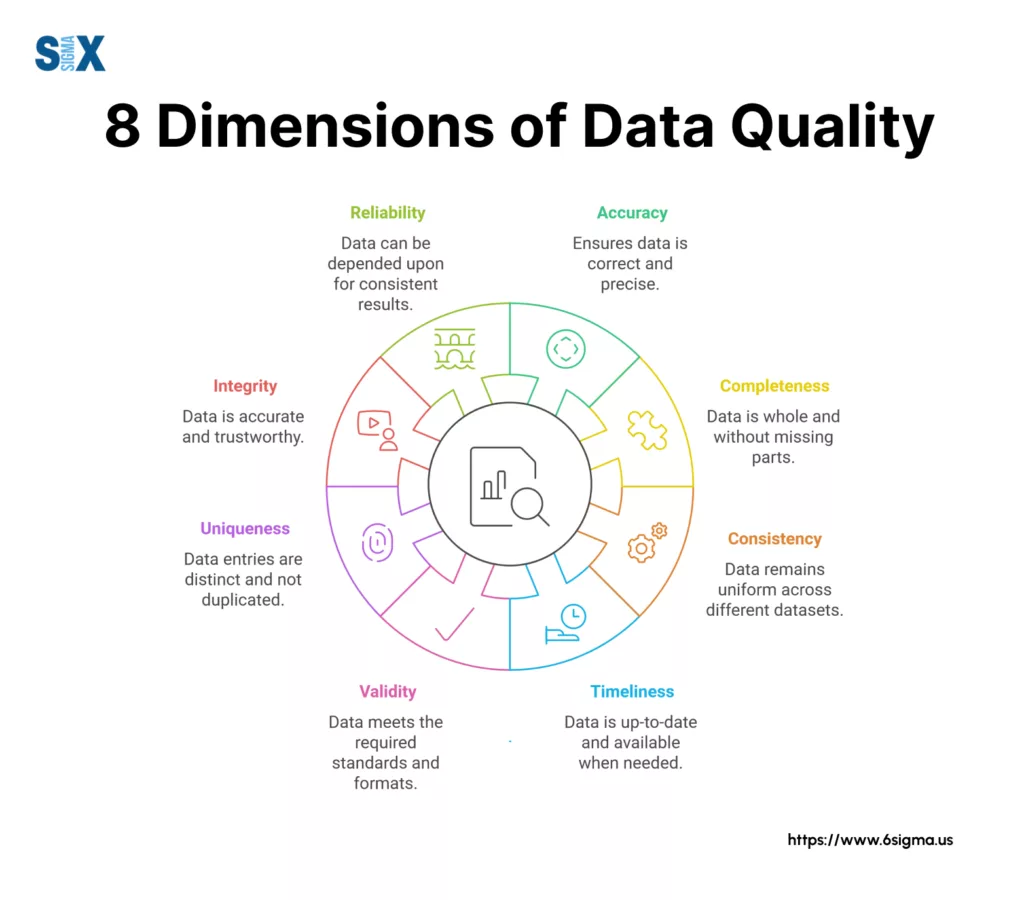 SIX
SIGMA
8 Dimensions of Data Quality
Reliability
Data can be
depended upon
for consistent
results.
Accuracy
Ensures data is
correct and
precise.
Integrity
Data is accurate
and trustworthy.
Completeness
Data is whole and
without missing
parts.
Uniqueness
Data entries are
distinct and not
duplicated.
Consistency
Data remains
uniform across
different datasets.
Validity
Data meets the
required
standards and
formats.
Timeliness
Data is up-to-date
and available
when needed.
https://www.6sigma.us